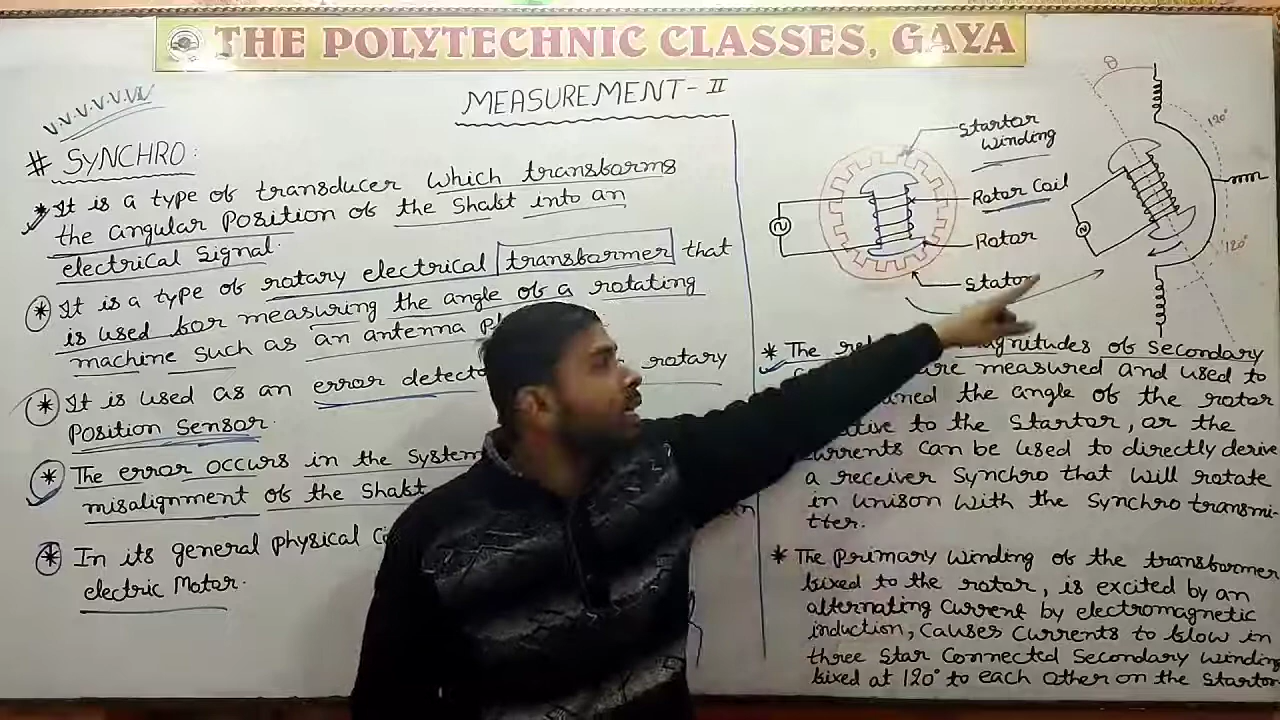 THE POLYTECHNIC CLASSES, GAYA
MEASUREMENT-II
V.V.V.V.V.VI
# SYNCHRO:
* It is a type of transducer which transforms
the angular Position of the Shaft into an
electrical Signal.
* It is a type of rotary electrical transformer that
is used for measuring the angle of a rotating
machine such as an antenna
* It is used as an error rotary
Position Sensor.
* The error occurs in the System
misalignment of the Shaft
* In its general physical
electric Motor.
Startor
Winding
Rotor Coil
Rotor
Stator
θ
120°
120°
* The magnitudes of Secondary
are measured and used to
the angle of the rotor
to the Startor, or the
Currents Can be used to directly derive
a receiver Synchro that will rotate
in unison with the Synchro transmi-
tter.
* The Primary Winding of the transformer
fixed to the rotor, is excited by an
alternating Current by electromagnetic
induction, Causes Currents to flow in
three Star Connected Secondary Winding
fixed at 120° to each other on the Startor